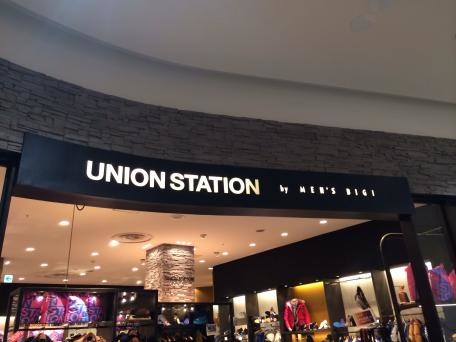 UNION STATION by MEN'S BIGI